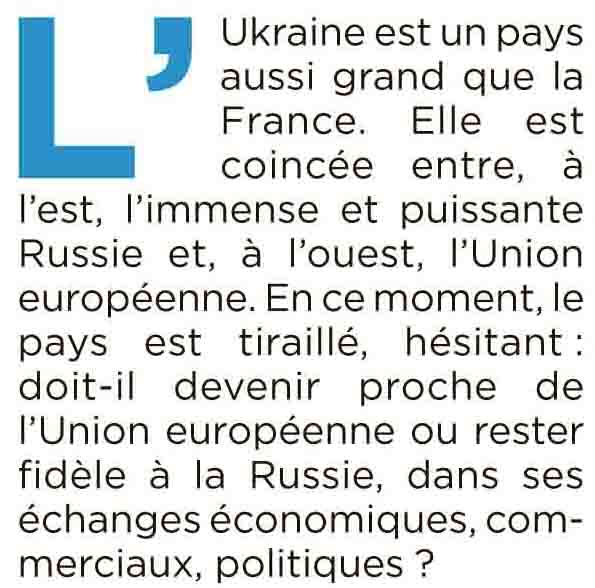 L'Ukraine est un pays
aussi grand que la
France. Elle est
coincée entre, à
l'est, l'immense et puissante
Russie et, à l'ouest, l'Union
européenne. En ce moment, le
pays est tiraillé, hésitant :
doit-il devenir proche de
l'Union européenne ou rester
fidèle à la Russie, dans ses
échanges économiques, com-
merciaux, politiques ?